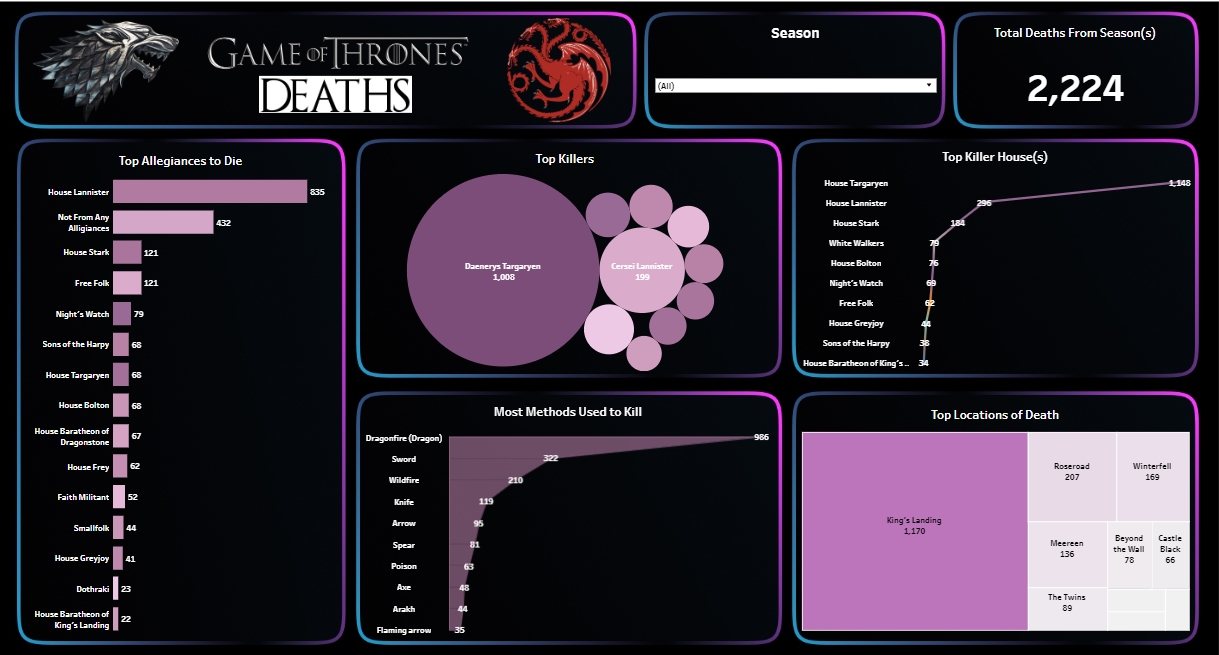 GAME OF THRONES
DEATHS
Season
(All)
Total Deaths From Season(s)
2,224
Top Allegiances to Die
House Lannister
835
Not From Any
Alligiances
432
House Stark
121
Free Folk
121
Night's Watch
79
Sons of the Harpy
68
House Targaryen
68
House Bolton
68
House Baratheon of
Dragonstone
67
House Frey
62
Faith Militant
52
Smallfolk
44
House Greyjoy
41
Dothraki
23
House Baratheon of
King's Landing
22
Top Killers
Daenerys Targaryen
1,008
Cersei Lannister
199
Top Killer House(s)
House Targaryen
1,148
House Lannister
296
House Stark
184
White Walkers
79
House Bolton
76
Night's Watch
69
Free Folk
62
House Greyjoy
44
Sons of the Harpy
38
House Baratheon of King's ..
34
Most Methods Used to Kill
Dragonfire (Dragon)
986
Sword
322
Wildfire
210
Knife
119
Arrow
95
Spear
81
Poison
63
Axe
48
Arakh
44
Flaming arrow
35
Top Locations of Death
King's Landing
1,170
Roseroad
207
Winterfell
169
Meereen
136
Beyond
the Wall
78
Castle
Black
66
The Twins
89